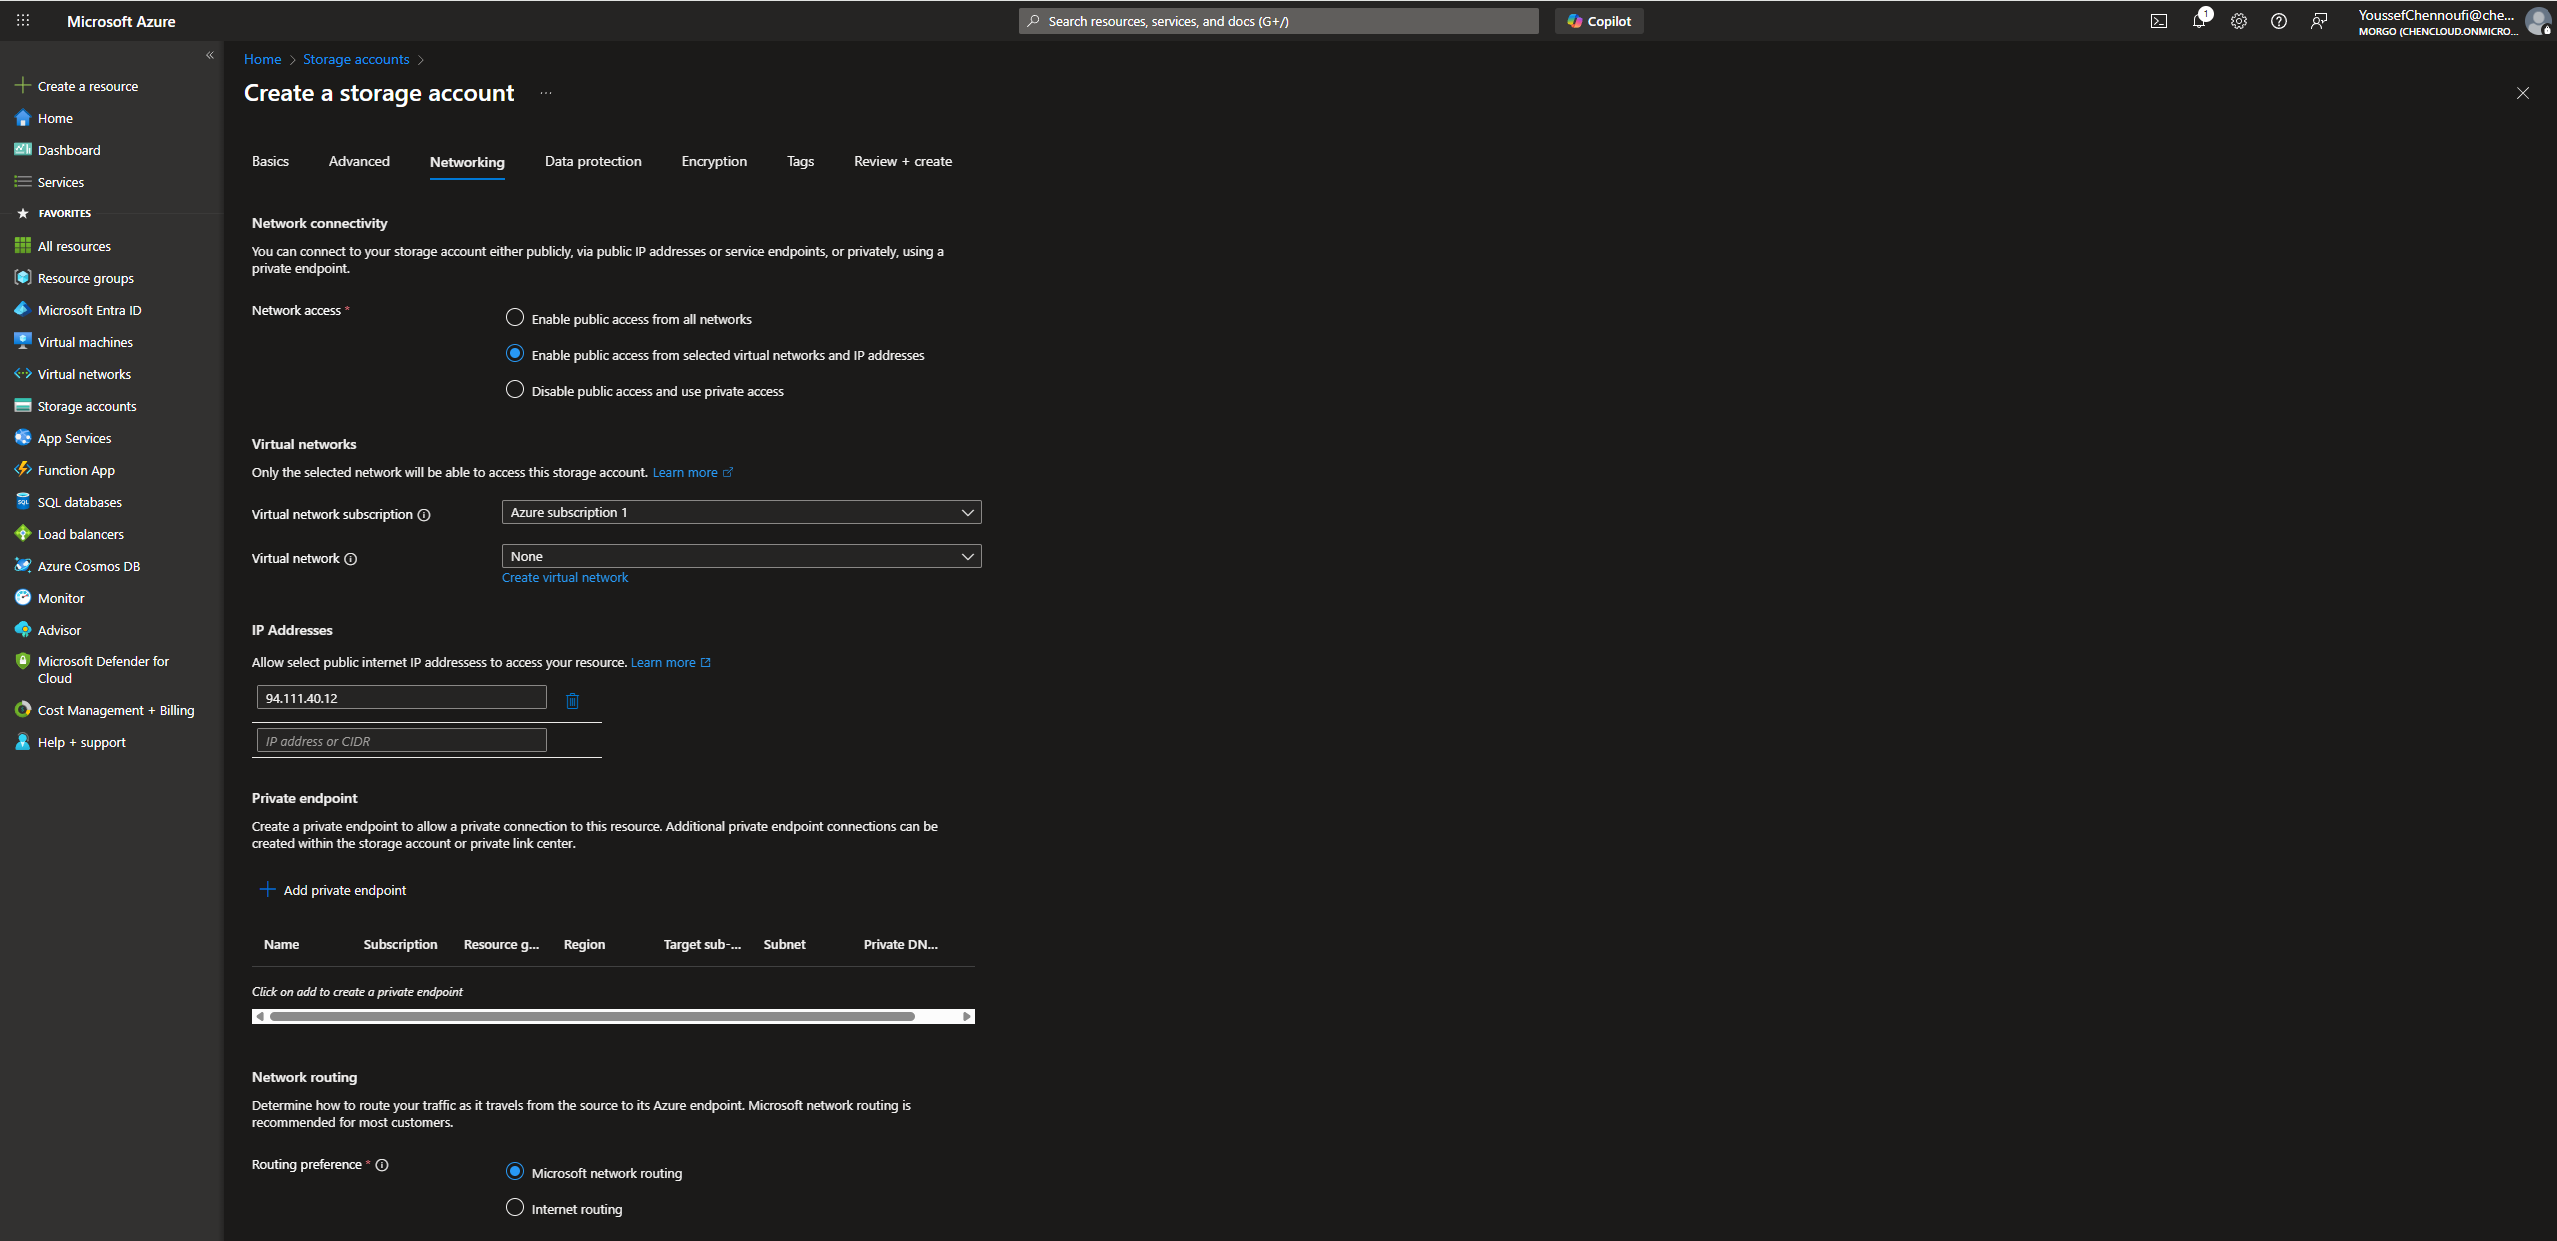 Microsoft Azure
Search resources, services, and docs (G+/)
Copilot
1
YoussefChennoufi@che...
MORGO (CHENCLOUD.ONMICRO...
Create a resource
Home
Dashboard
Services
FAVORITES
All resources
Resource groups
Microsoft Entra ID
Virtual machines
Virtual networks
Storage accounts
App Services
Function App
SQL databases
Load balancers
Azure Cosmos DB
Monitor
Advisor
Microsoft Defender for
Cloud
Cost Management + Billing
Help + support
Home > Storage accounts >
Create a storage account ...
Basics Advanced Networking Data protection Encryption Tags Review + create
Network connectivity
You can connect to your storage account either publicly, via public IP addresses or service endpoints, or privately, using a
private endpoint.
Network access *
Enable public access from all networks
Enable public access from selected virtual networks and IP addresses
Disable public access and use private access
Virtual networks
Only the selected network will be able to access this storage account. Learn more
Virtual network subscription
Azure subscription 1
Virtual network
None
Create virtual network
IP Addresses
Allow select public internet IP addressess to access your resource. Learn more
94.111.40.12
IP address or CIDR
Private endpoint
Create a private endpoint to allow a private connection to this resource. Additional private endpoint connections can be
created within the storage account or private link center.
Add private endpoint
Name Subscription Resource g... Region Target sub-... Subnet Private DN...
Click on add to create a private endpoint
Network routing
Determine how to route your traffic as it travels from the source to its Azure endpoint. Microsoft network routing is
recommended for most customers.
Routing preference *
Microsoft network routing
Internet routing